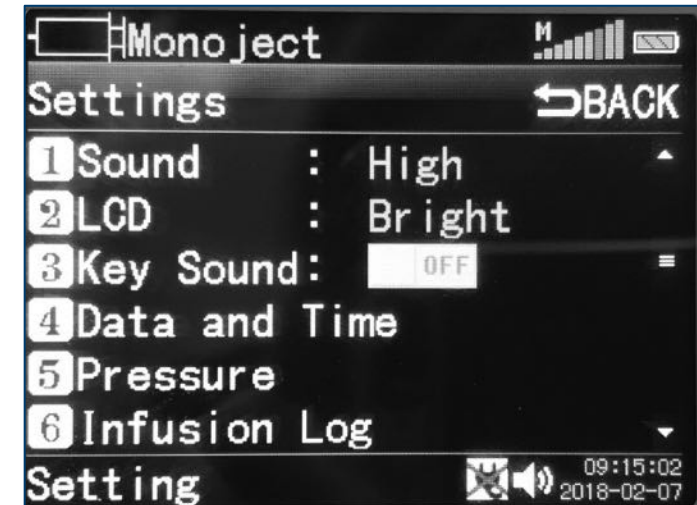 Monoject M
Settings BACK
1 Sound : High
2 LCD : Bright
3 Key Sound: OFF
4 Data and Time
5 Pressure
6 Infusion Log
Setting 09:15:02
2018-02-07